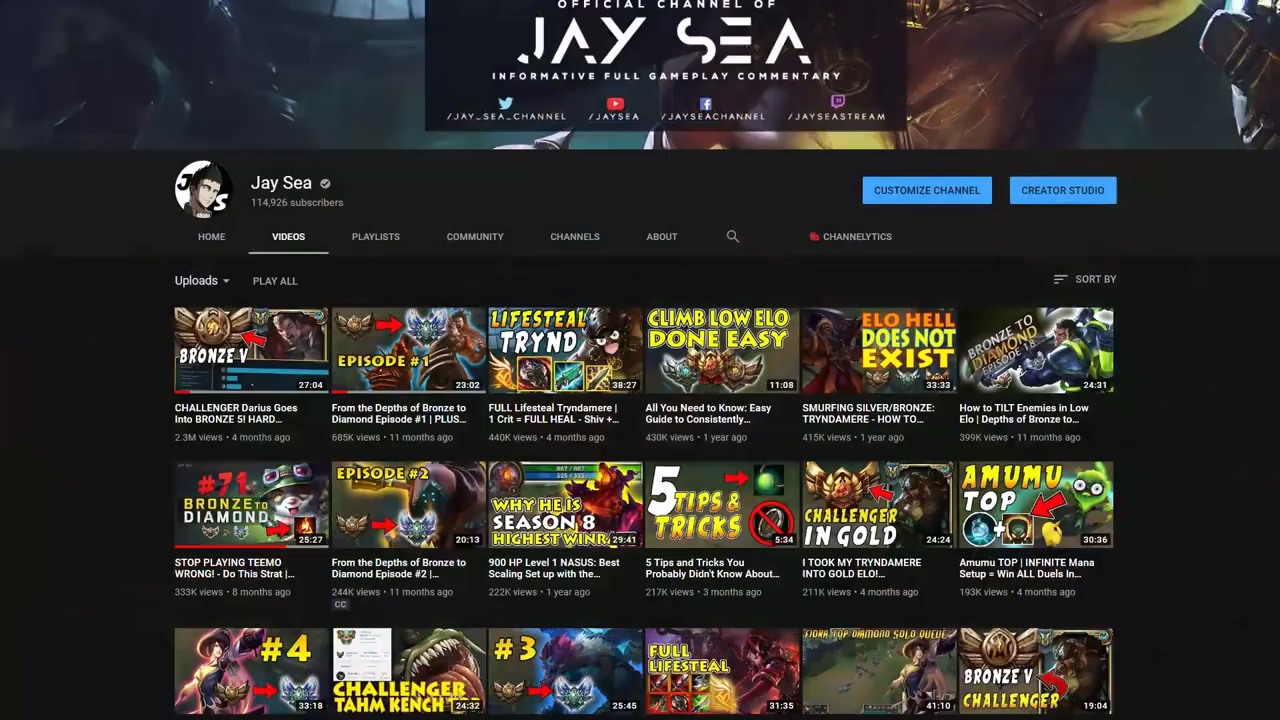 OFFICIAL CHANNEL OF
JAY SEA
INFORMATIVE FULL GAMEPLAY COMMENTARY
/JAY_SEA_CHANNEL /JAYSEA /JAYSEACHANNEL /JAYSEASTREAM
Jay Sea
114,926 subscribers
CUSTOMIZE CHANNEL CREATOR STUDIO
HOME VIDEOS PLAYLISTS COMMUNITY CHANNELS ABOUT CHANNELYTICS
Uploads PLAY ALL SORT BY
BRONZE V
27:04
EPISODE #1
23:02
LIFESTEAL
TRYND
38:27
CLIMB LOW ELO
DONE EASY
11:08
ELO HELL
DOES NOT
EXIST
33:33
BRONZE TO
DIAMOND
EPISODE 18
24:31
CHALLENGER Darius Goes
Into BRONZE 5! HARD...
2.3M views • 4 months ago
From the Depths of Bronze to
Diamond Episode #1 | PLUS...
685K views • 11 months ago
FULL Lifesteal Tryndamere |
1 Crit = FULL HEAL - Shiv +...
440K views • 4 months ago
All You Need to Know: Easy
Guide to Consistently...
430K views • 1 year ago
SMURFING SILVER/BRONZE:
TRYNDAMERE - HOW TO...
415K views • 1 year ago
How to TILT Enemies in Low
Elo | Depths of Bronze to...
399K views • 11 months ago
#71
BRONZE TO
DIAMOND
25:27
EPISODE #2
20:13
887 / 887
WHY HE IS
SEASON 8
HIGHEST WINR
29:41
5 TIPS &
TRICKS
5:34
CHALLENGER
IN GOLD
24:24
AMUMU
TOP
+
30:36
STOP PLAYING TEEMO
WRONG! - Do This Strat |...
333K views • 8 months ago
From the Depths of Bronze to
Diamond Episode #2 |...
244K views • 11 months ago
CC
900 HP Level 1 NASUS: Best
Scaling Set up with the...
222K views • 1 year ago
5 Tips and Tricks You
Probably Didn't Know About...
217K views • 3 months ago
I TOOK MY TRYNDAMERE
INTO GOLD ELO!...
211K views • 4 months ago
Amumu TOP | INFINITE Mana
Setup = Win ALL Duels In...
193K views • 4 months ago
#4
33:18
CHALLENGER
TAHM KENCH
24:32
#3
25:45
FULL
LIFESTEAL
31:35
FIORA TOP DIAMOND SOLO QUEUE
41:10
BRONZE V
CHALLENGER
19:04